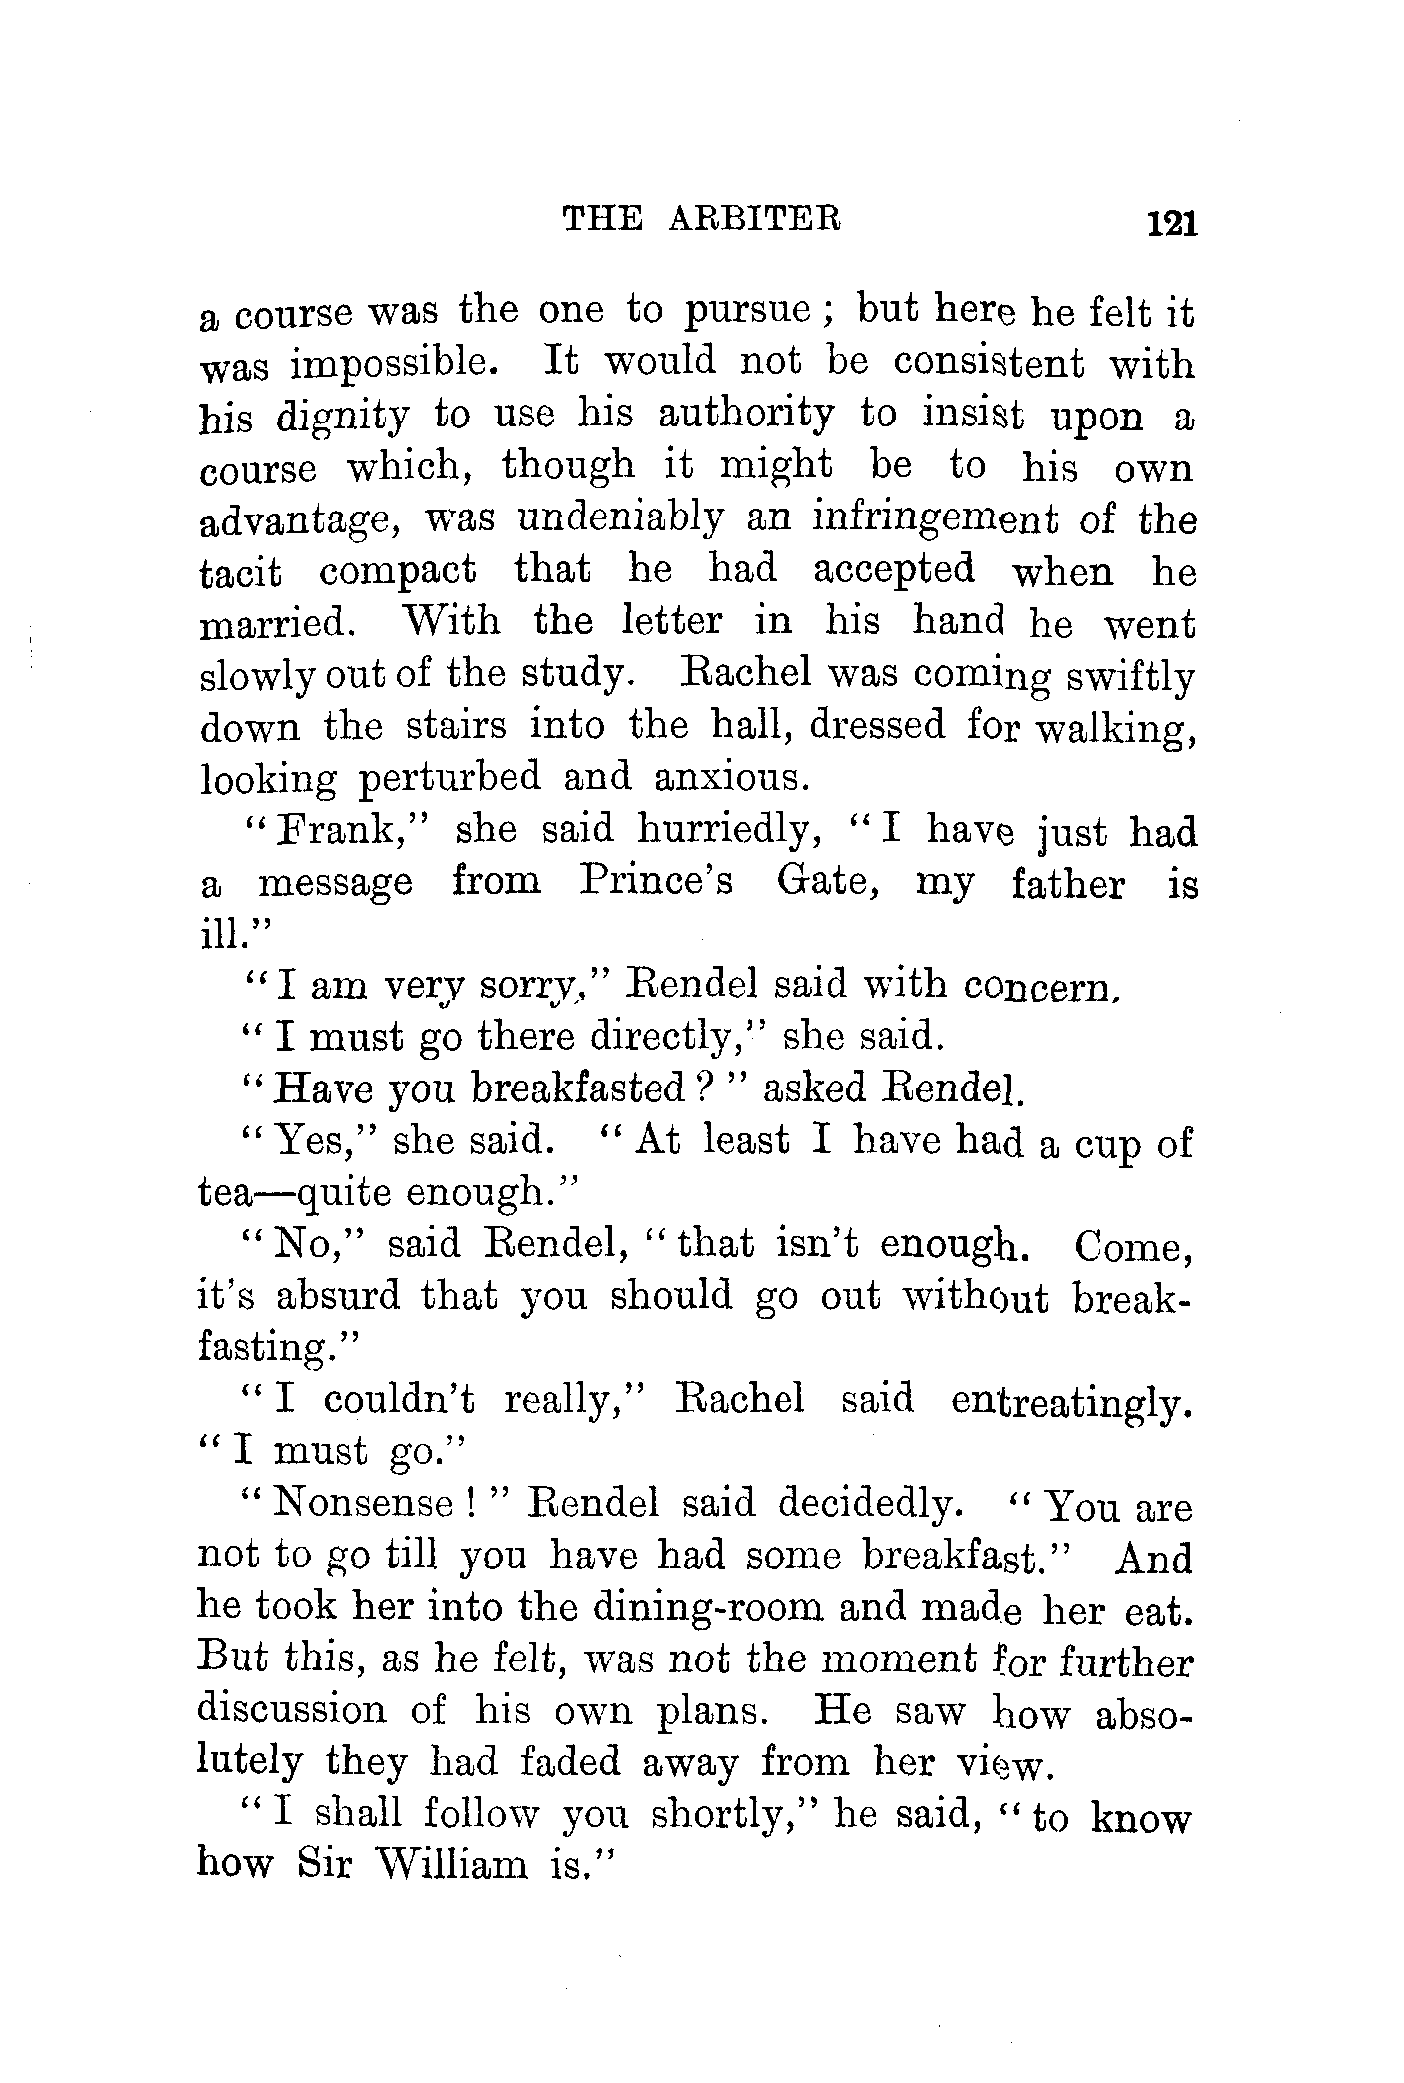 THE ARBITER 121
a course was the one to pursue ; but here he felt it
was impossible. It would not be consistent with
his dignity to use his authority to insist upon a
course which, though it might be to his own
advantage, was undeniably an infringement of the
tacit compact that he had accepted when he
married. With the letter in his hand he went
slowly out of the study. Rachel was coming swiftly
down the stairs into the hall, dressed for walking,
looking perturbed and anxious.
“ Frank,” she said hurriedly, “ I have just had
a message from Prince’s Gate, my father is
ill.”
“ I am very sorry,” Rendel said with concern.
“ I must go there directly,” she said.
“ Have you breakfasted ? ” asked Rendel.
“ Yes,” she said. “ At least I have had a cup of
tea—quite enough.”
“ No,” said Rendel, “ that isn’t enough. Come,
it’s absurd that you should go out without break-
fasting.”
“ I couldn’t really,” Rachel said entreatingly.
“ I must go.”
“ Nonsense ! ” Rendel said decidedly. “ You are
not to go till you have had some breakfast.” And
he took her into the dining-room and made her eat.
But this, as he felt, was not the moment for further
discussion of his own plans. He saw how abso-
lutely they had faded away from her view.
“ I shall follow you shortly,” he said, “ to know
how Sir William is.”